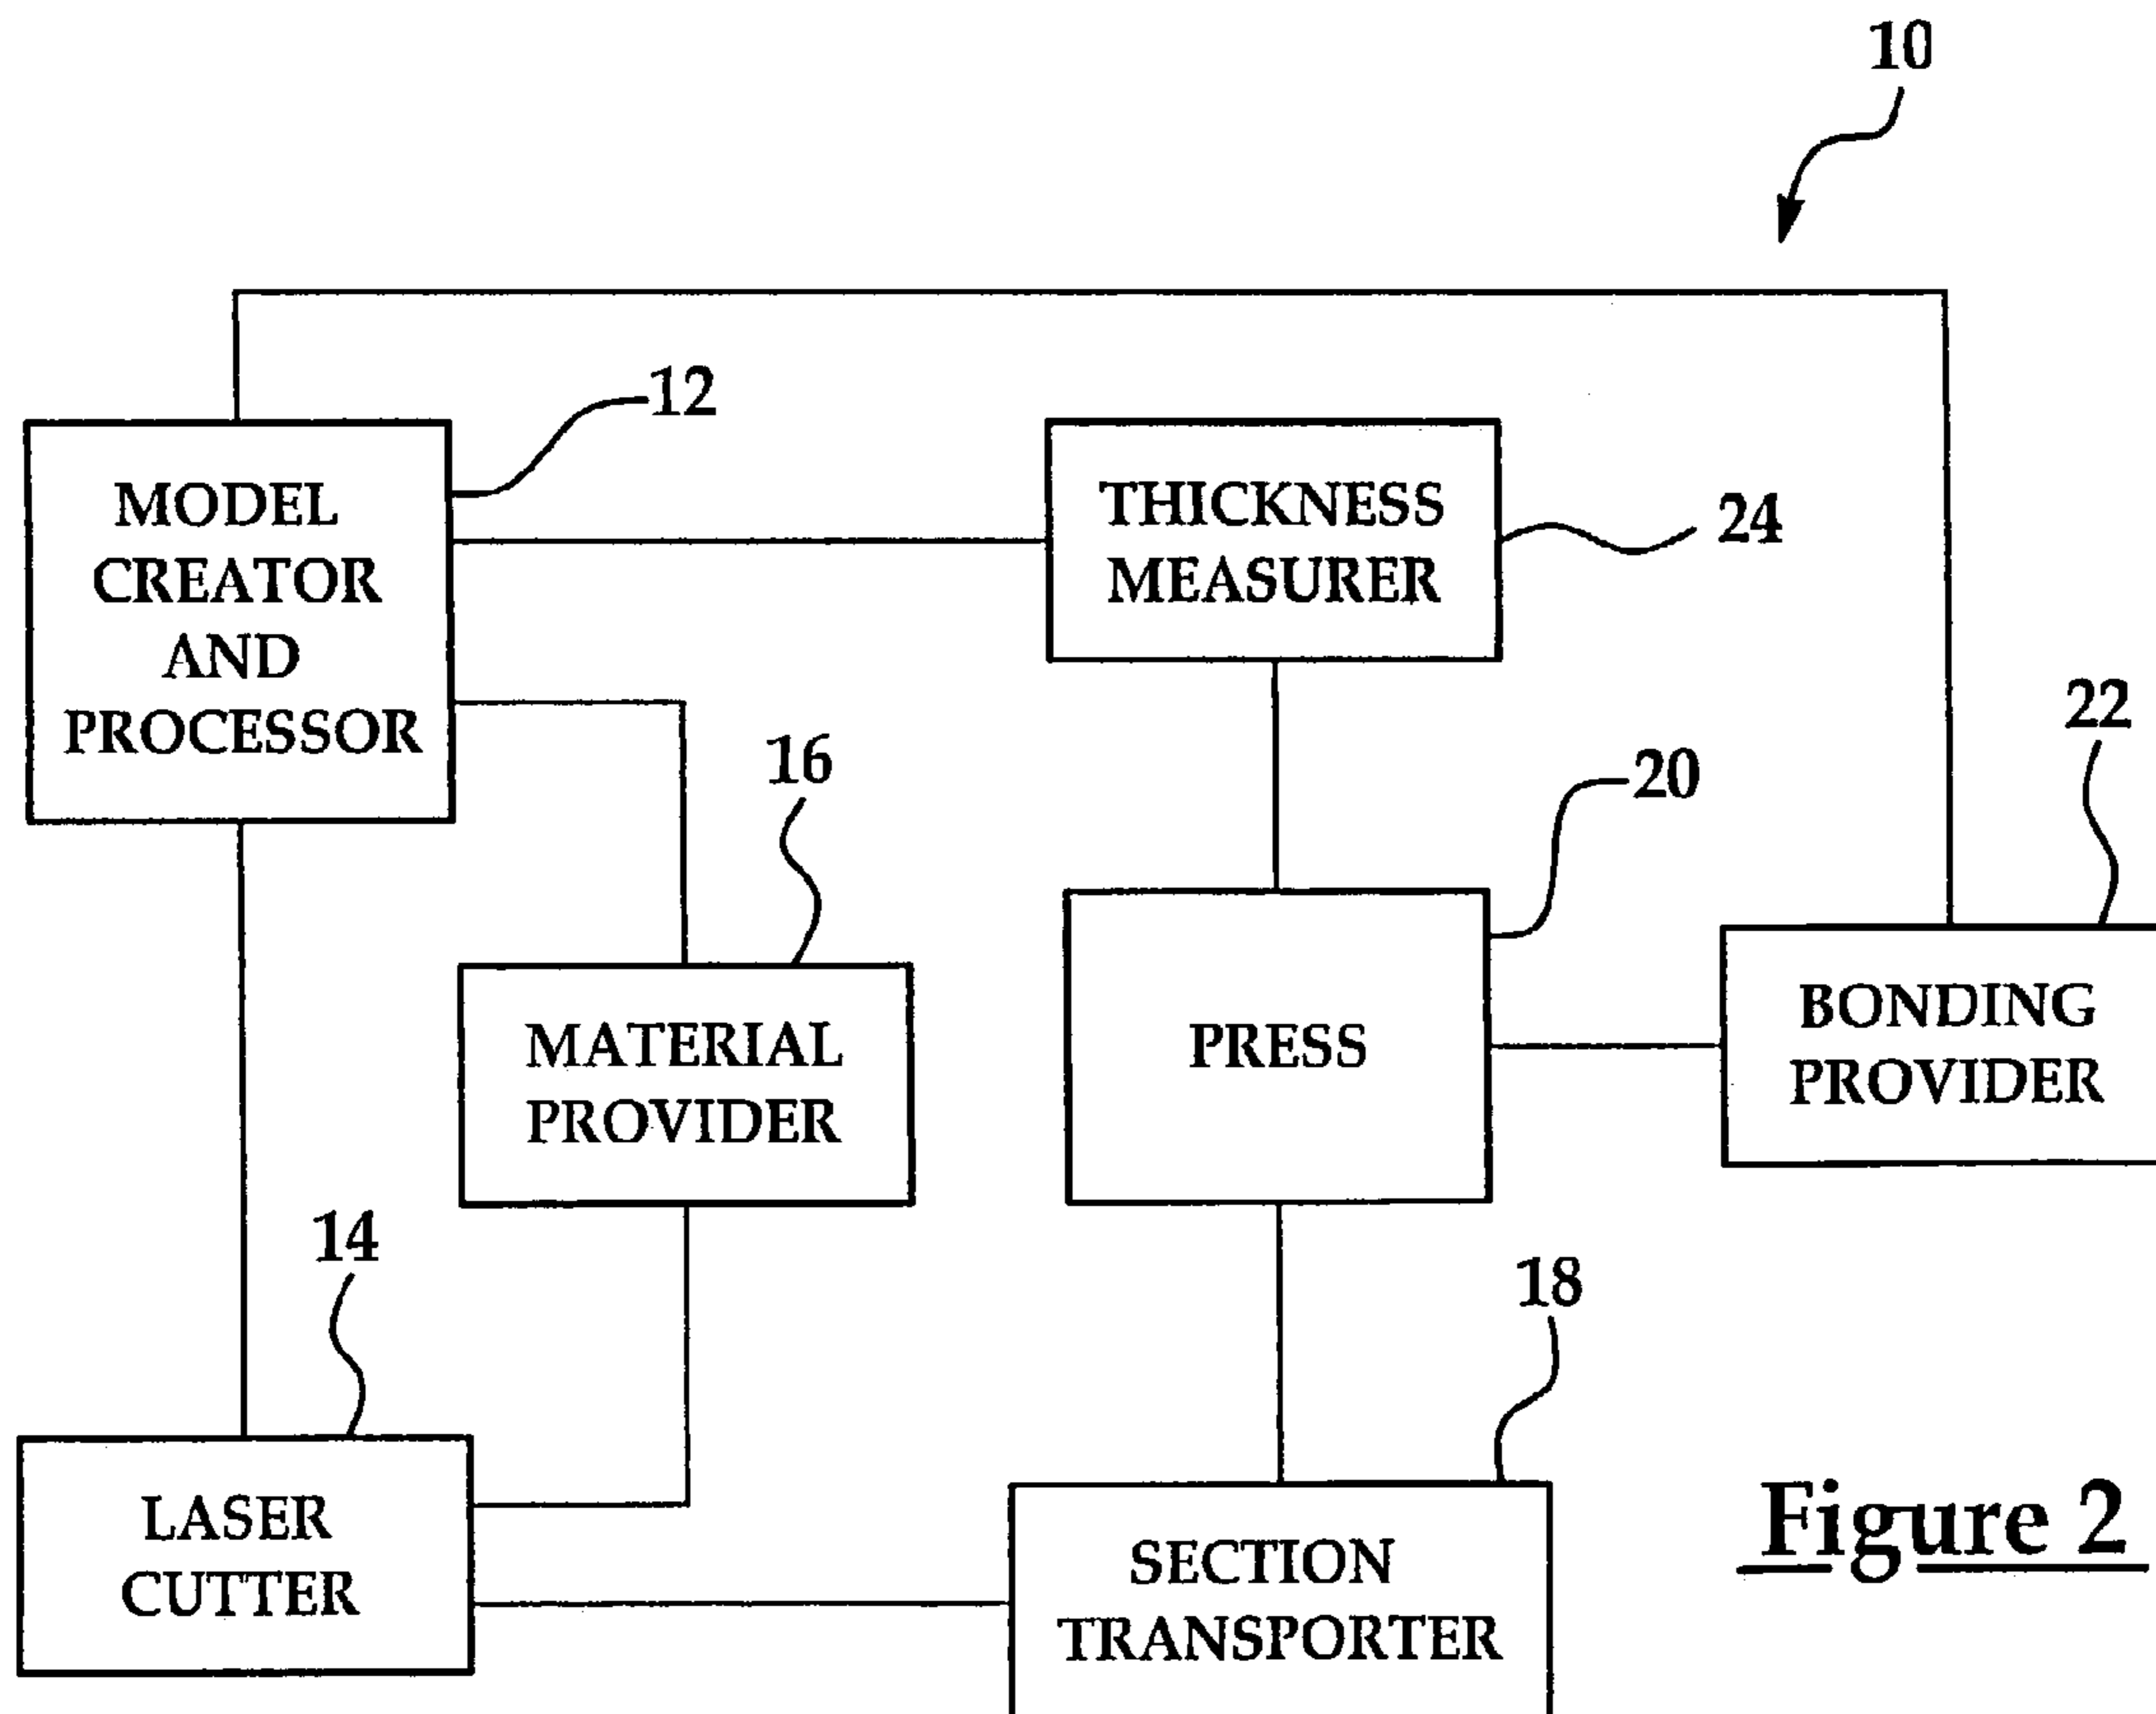 10
12
MODEL
CREATOR
AND
PROCESSOR
THICKNESS
MEASURER
24
22
16
20
MATERIAL
PROVIDER
PRESS
BONDING
PROVIDER
14
18
LASER
CUTTER
SECTION
TRANSPORTER
Figure 2